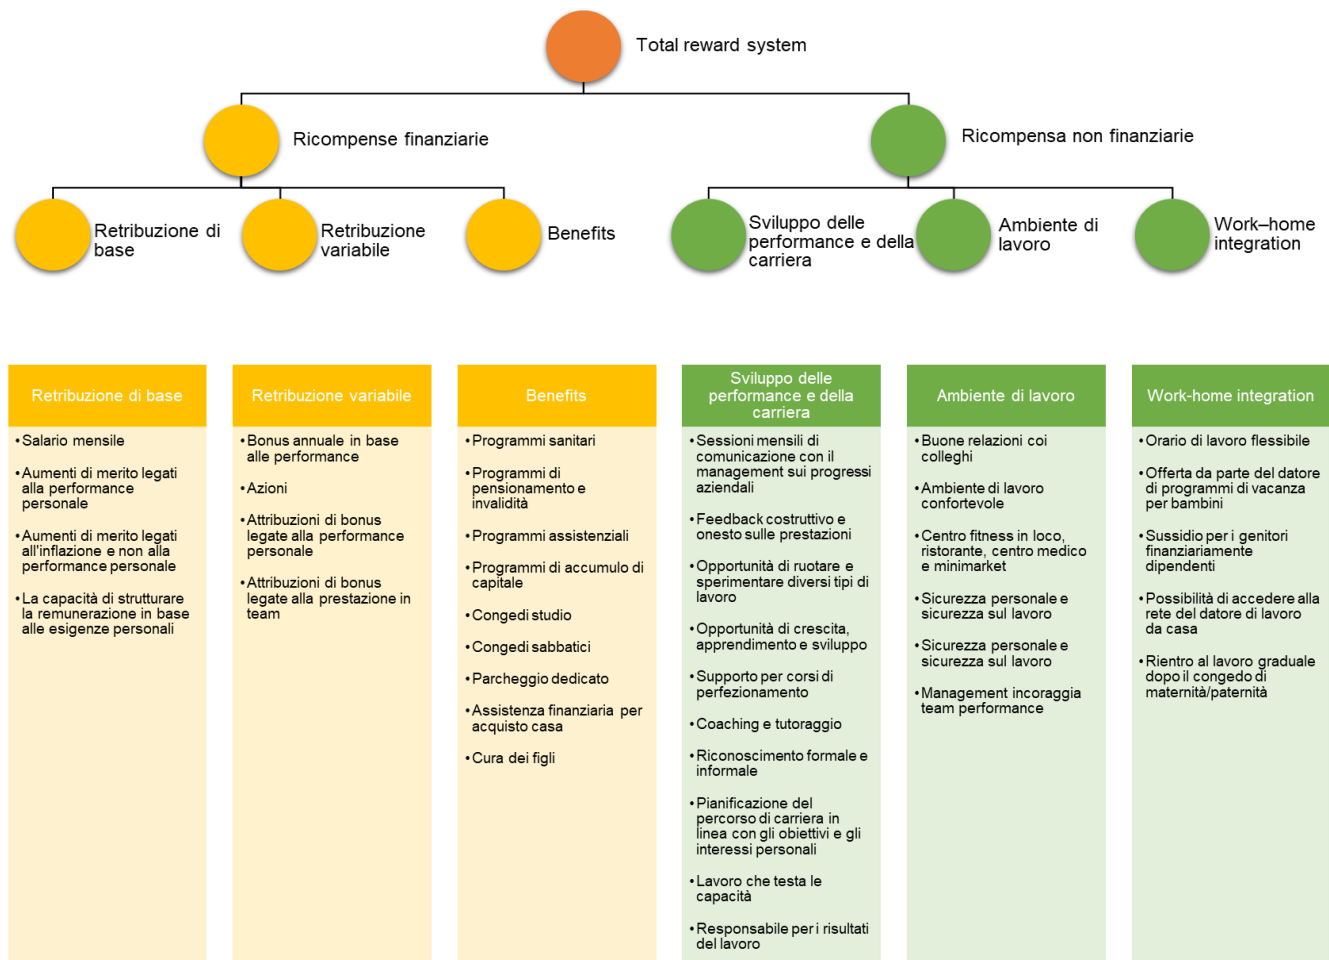 Total reward system
Ricompense finanziarie
Ricompensa non finanziarie
Retribuzione di
base
Retribuzione
variabile
Benefits
Sviluppo delle
performance e della
carriera
Ambiente di
lavoro
Work–home
integration
Retribuzione di base
•Salario mensile
•Aumenti di merito legati
alla performance
personale
•Aumenti di merito legati
all'inflazione e non alla
performance personale
•La capacità di strutturare
la remunerazione in base
alle esigenze personali
Retribuzione variabile
•Bonus annuale in base
alle performance
•Azioni
•Attribuzioni di bonus
legate alla performance
personale
•Attribuzioni di bonus
legate alla prestazione in
team
Benefits
•Programmi sanitari
•Programmi di
pensionamento e
invalidità
•Programmi assistenziali
•Programmi di accumulo di
capitale
•Congedi studio
•Congedi sabbatici
•Parcheggio dedicato
•Assistenza finanziaria per
acquisto casa
•Cura dei figli
Sviluppo delle
performance e della
carriera
•Sessioni mensili di
comunicazione con il
management sui progressi
aziendali
•Feedback costruttivo e
onesto sulle prestazioni
•Opportunità di ruotare e
sperimentare diversi tipi di
lavoro
•Opportunità di crescita,
apprendimento e sviluppo
•Supporto per corsi di
perfezionamento
•Coaching e tutoraggio
•Riconoscimento formale e
informale
•Pianificazione del
percorso di carriera in
linea con gli obiettivi e gli
interessi personali
•Lavoro che testa le
capacità
•Responsabile per i risultati
del lavoro
Ambiente di lavoro
•Buone relazioni coi
colleghi
•Ambiente di lavoro
confortevole
•Centro fitness in loco,
ristorante, centro medico
e minimarket
•Sicurezza personale e
sicurezza sul lavoro
•Sicurezza personale e
sicurezza sul lavoro
•Management incoraggia
team performance
Work-home integration
•Orario di lavoro flessibile
•Offerta da parte del datore
di programmi di vacanza
per bambini
•Sussidio per i genitori
finanziariamente
dipendenti
•Possibilità di accedere alla
rete del datore di lavoro
da casa
•Rientro al lavoro graduale
dopo il congedo di
maternità/paternità